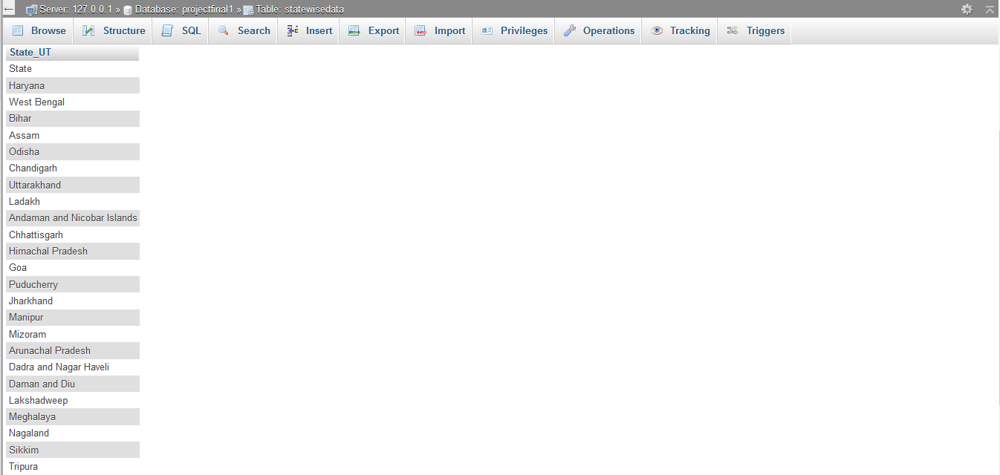 Server: 127.0.0.1 » Database: projectfinal1 » Table: statewisedata
Browse Structure SQL Search Insert Export Import Privileges Operations Tracking Triggers
State_UT
State
Haryana
West Bengal
Bihar
Assam
Odisha
Chandigarh
Uttarakhand
Ladakh
Andaman and Nicobar Islands
Chhattisgarh
Himachal Pradesh
Goa
Puducherry
Jharkhand
Manipur
Mizoram
Arunachal Pradesh
Dadra and Nagar Haveli
Daman and Diu
Lakshadweep
Meghalaya
Nagaland
Sikkim
Tripura